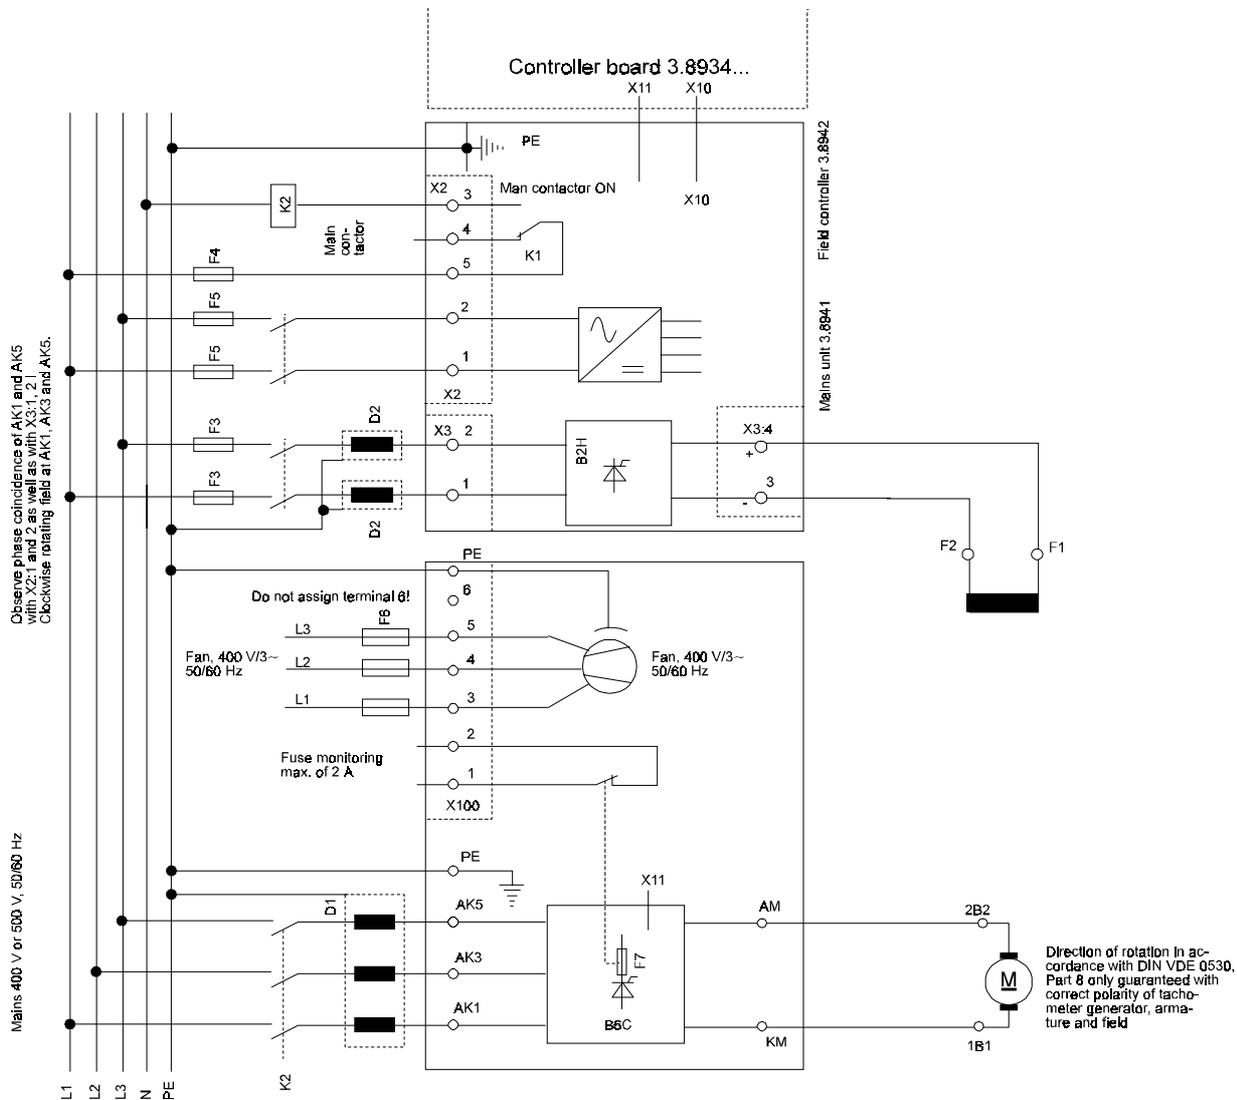 Controller board 3.8934...
X11
X10
PE
Field controller 3.8942
X2
3
Man contactor ON
X10
K2
Main
con-
tactor
4
K1
F4
5
F5
2
Mains unit 3.8941
F5
1
X2
Observe phase coincidence of AK1 and AK5
with X2:1 and 2 as well as with X3:1, 2 !
Clockwise rotating field at AK1, AK3 and AK5.
F3
D2
X3
2
B2H
X3:4
+
F3
1
3
-
D2
F2
F1
PE
Do not assign terminal 6!
6
F6
L3
5
Fan, 400 V/3~
50/60 Hz
L2
4
Fan, 400 V/3~
50/60 Hz
L1
3
2
Fuse monitoring
max. of 2 A
1
X100
Mains 400 V or 500 V, 50/60 Hz
PE
X11
D1
AK5
AM
2B2
AK3
F7
M
Direction of rotation in ac-
cordance with DIN VDE 0530,
Part 8 only guaranteed with
correct polarity of tacho-
meter generator, arma-
ture and field
AK1
B6C
KM
1B1
K2
L1
L2
L3
N
PE